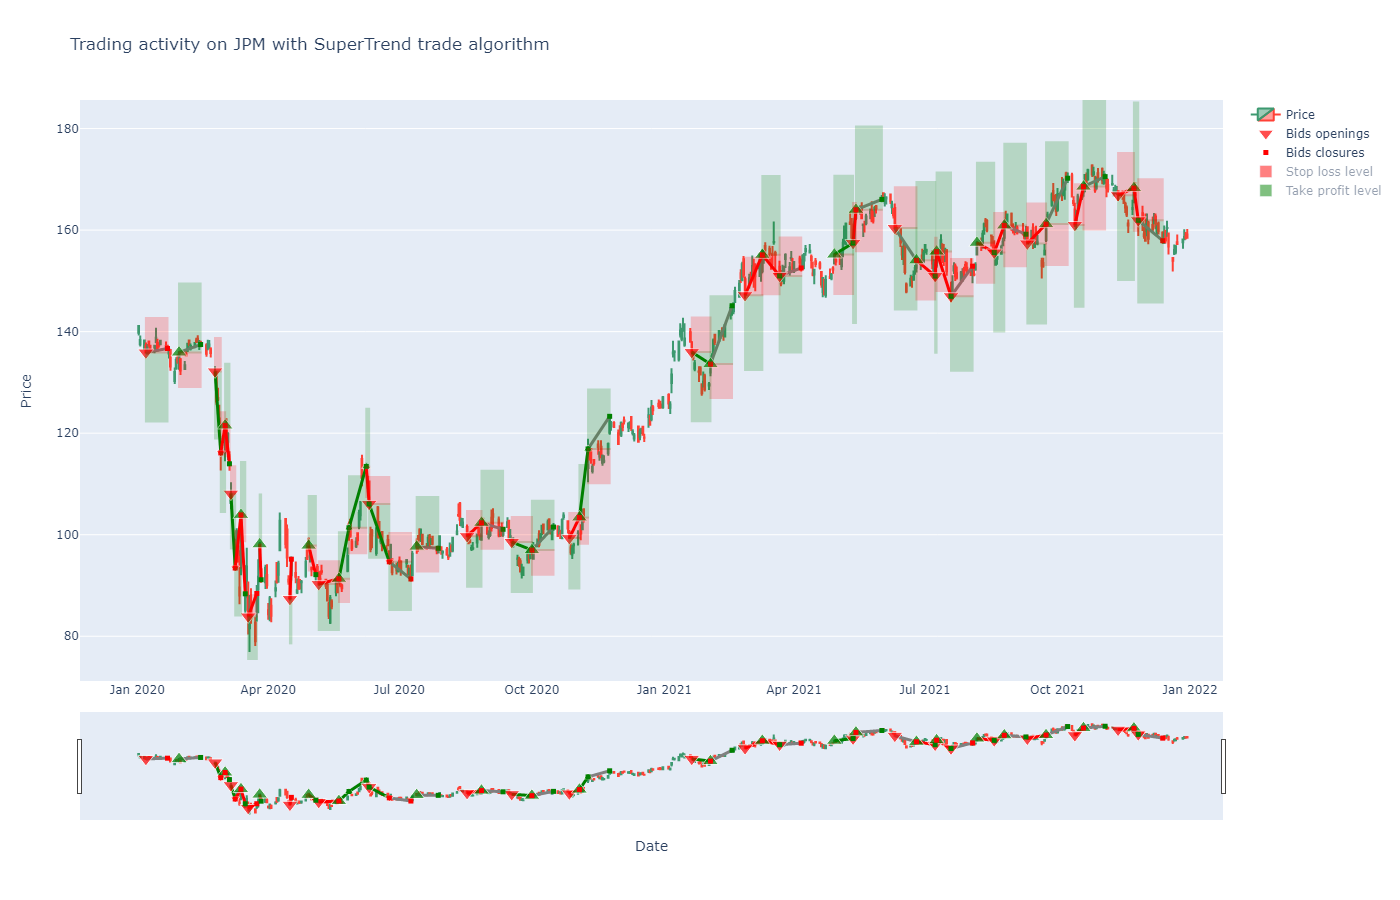 Trading activity on JPM with SuperTrend trade algorithm
Price
Bids openings
Bids closures
Stop loss level
Take profit level
180
160
140
120
100
80
Price
Jan 2020
Apr 2020
Jul 2020
Oct 2020
Jan 2021
Apr 2021
Jul 2021
Oct 2021
Jan 2022
Date